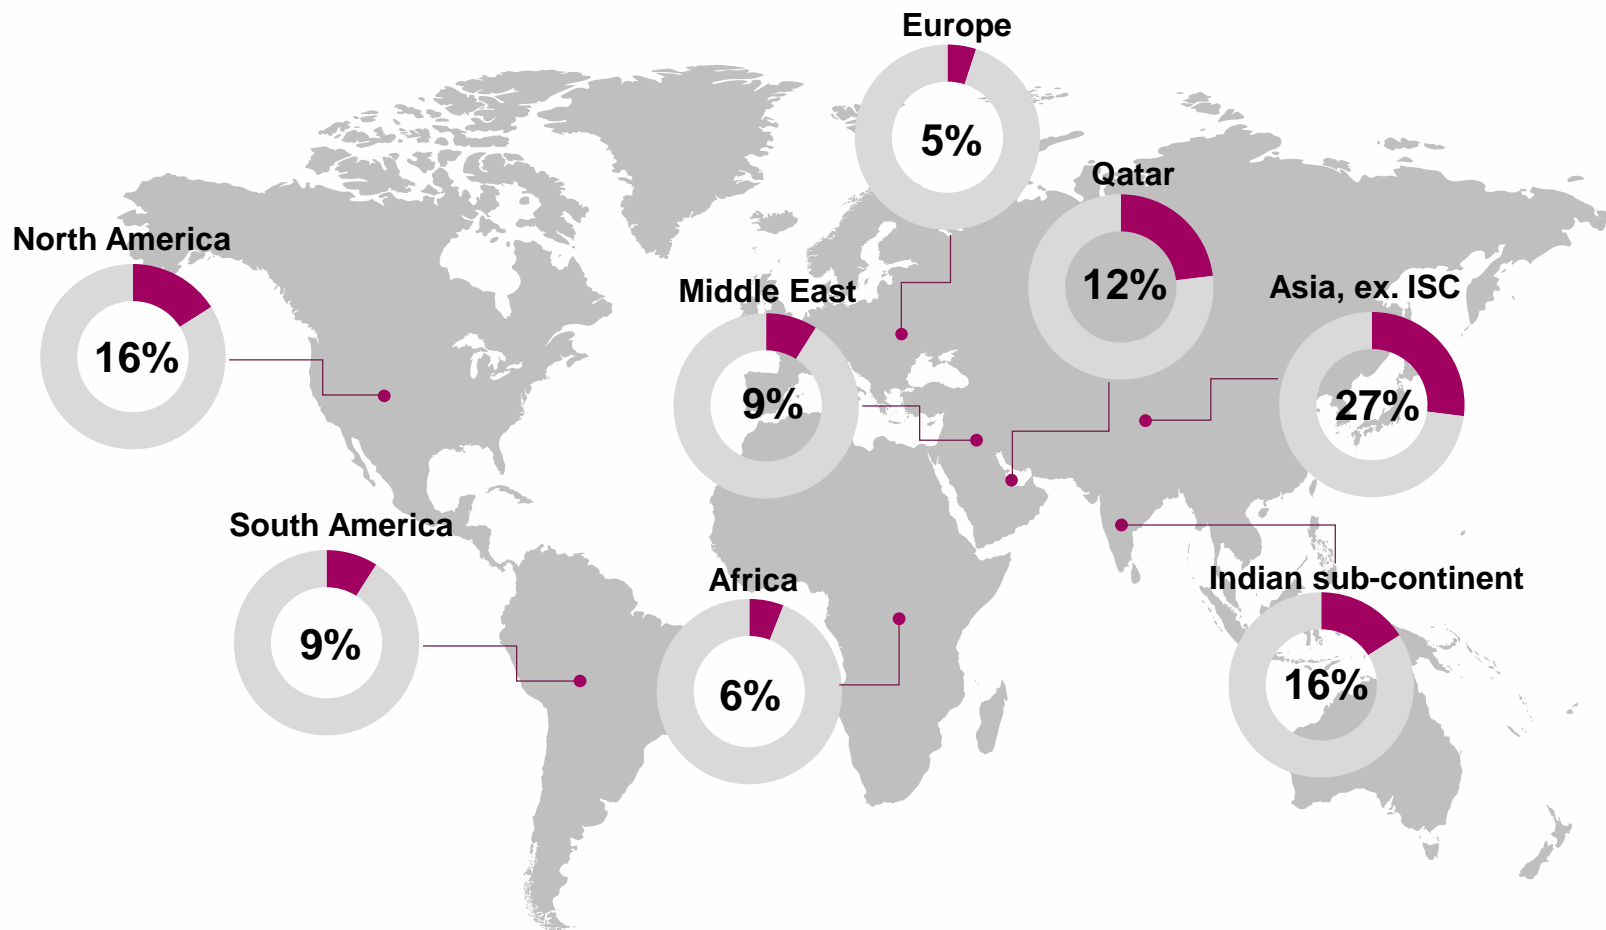 Europe
5%
Qatar
12%
North America
16%
Middle East
9%
Asia, ex. ISC
27%
South America
9%
Africa
6%
Indian sub-continent
16%